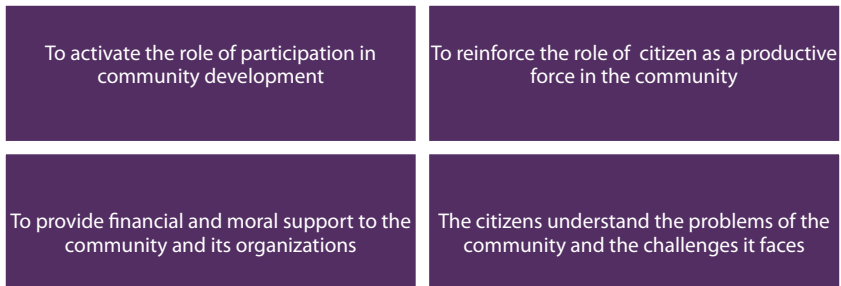 To activate the role of participation in
community development
To reinforce the role of citizen as a productive
force in the community
To provide financial and moral support to the
community and its organizations
The citizens understand the problems of the
community and the challenges it faces